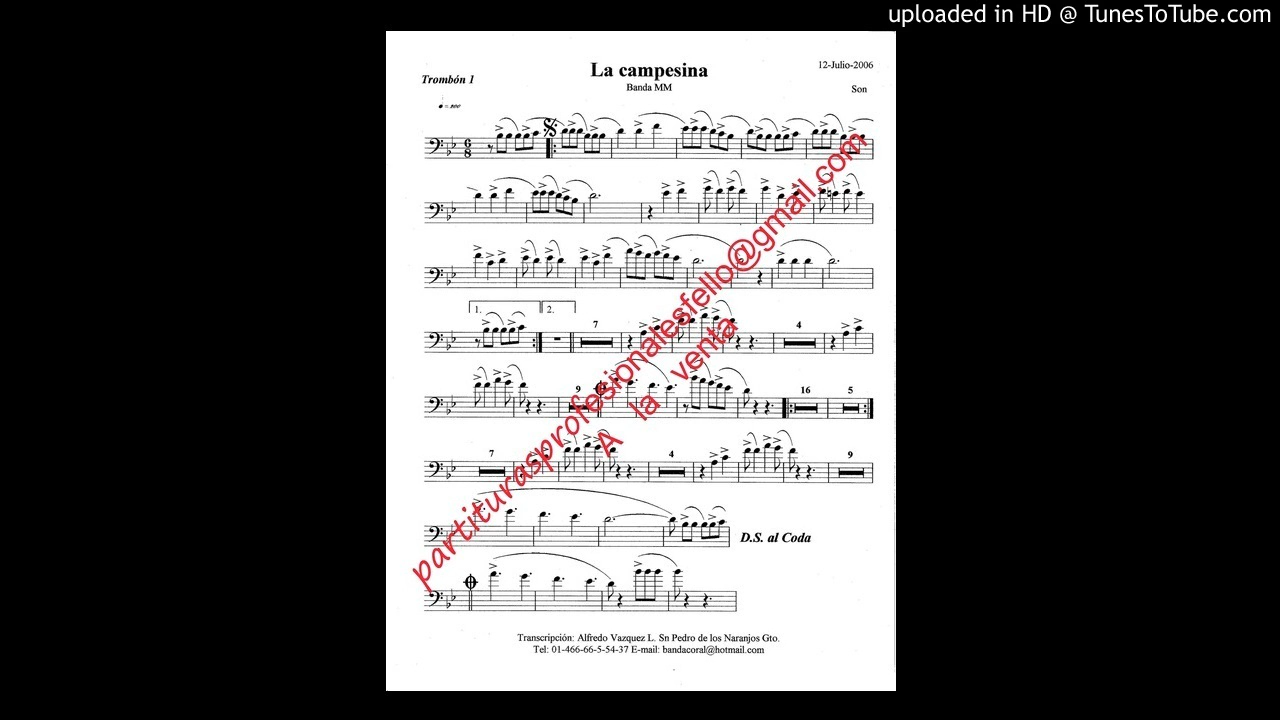 uploaded in HD @ TunesToTube.com
La campesina
12-Julio-2006
Trombón 1
Banda MM
Son
6
8
1.
2.
7
4
9
16
5
7
4
9
D.S. al Coda
partiturasprofesionalesfello@gmail.com
A la venta
Transcripción: Alfredo Vazquez L. Sn Pedro de los Naranjos Gto.
Tel: 01-466-66-5-54-37 E-mail: bandacoral@hotmail.com